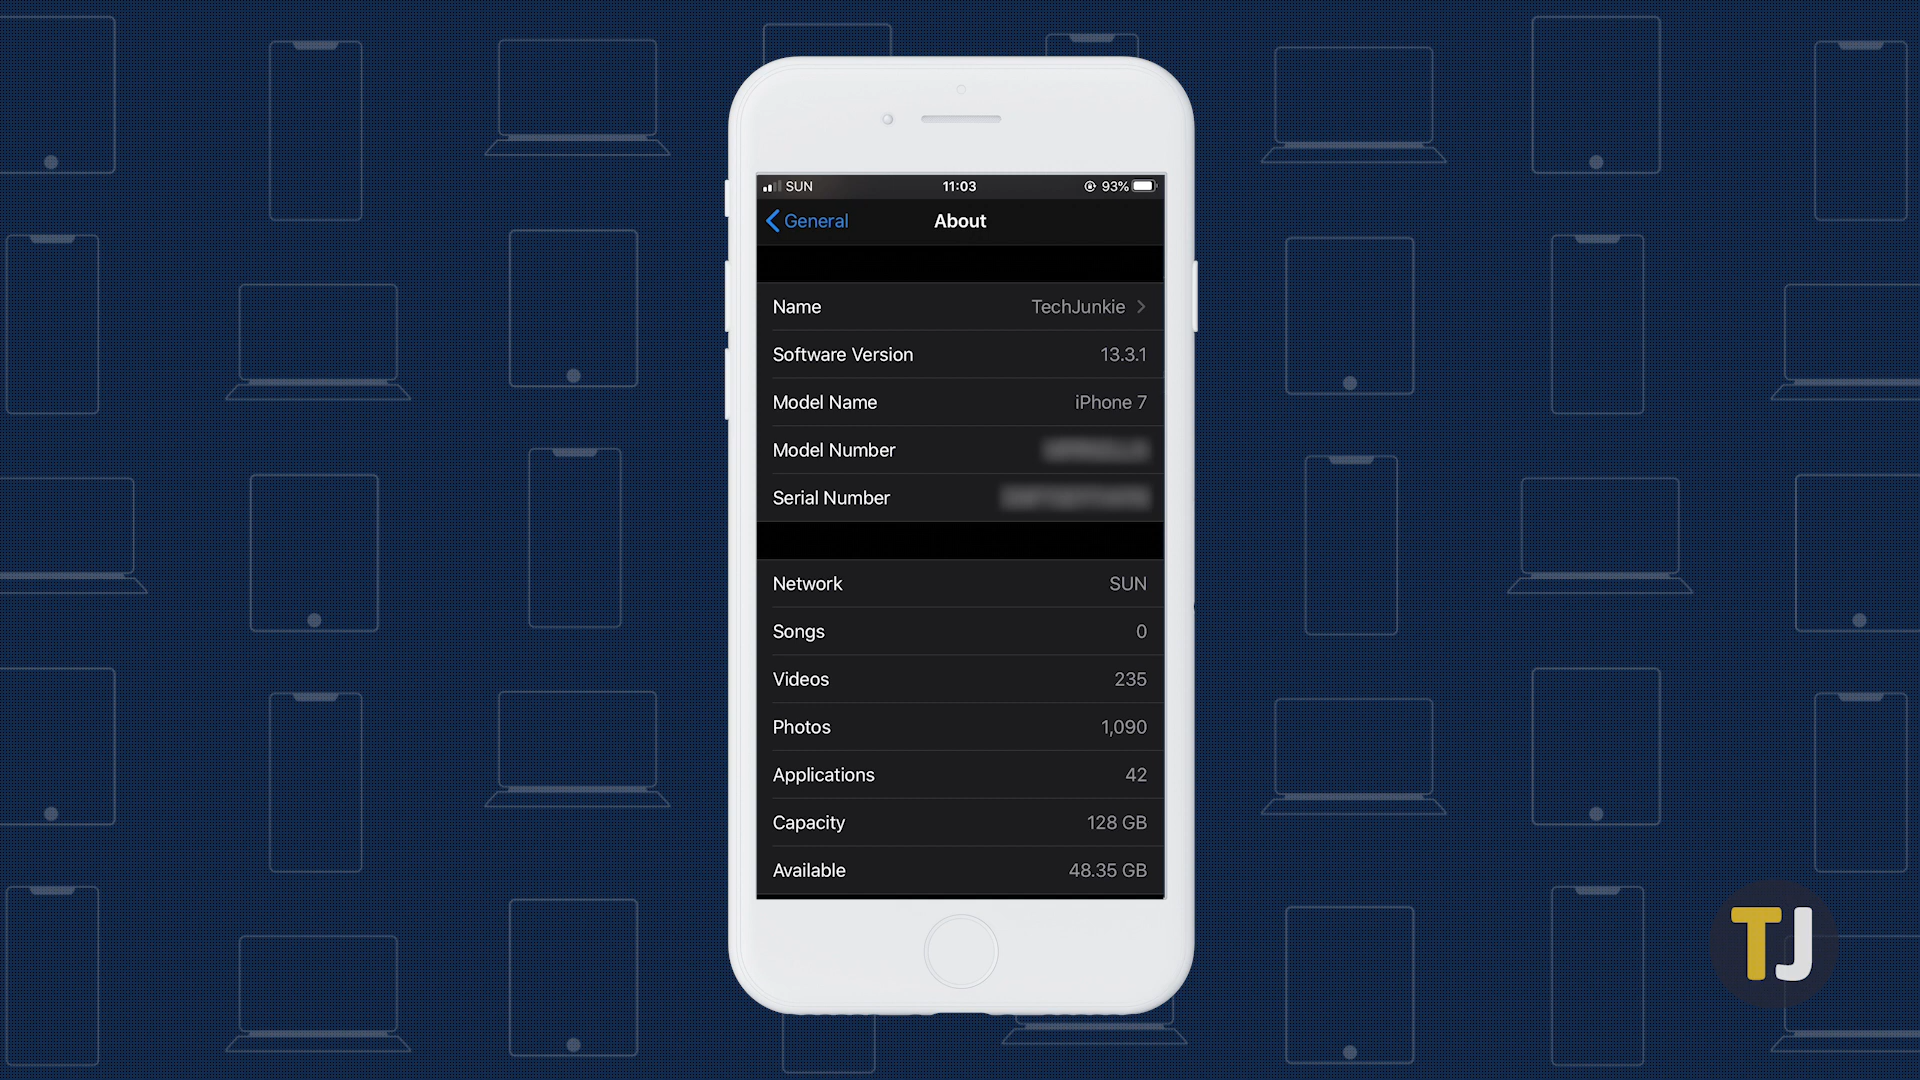 SUN 11:03 93%
General About
Name TechJunkie
Software Version 13.3.1
Model Name iPhone 7
Model Number
Serial Number
Network SUN
Songs 0
Videos 235
Photos 1,090
Applications 42
Capacity 128 GB
Available 48.35 GB
TJ